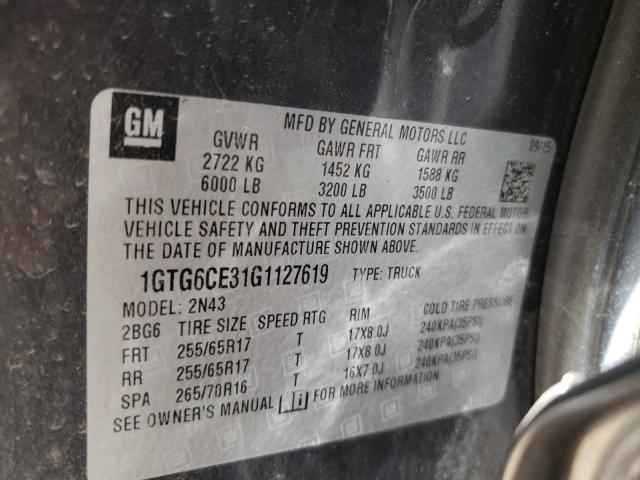 GM
MFD BY GENERAL MOTORS LLC
09/15
GVWR GAWR FRT GAWR RR
2722 KG 1452 KG 1588 KG
6000 LB 3200 LB 3500 LB
THIS VEHICLE CONFORMS TO ALL APPLICABLE U.S. FEDERAL MOTOR
VEHICLE SAFETY AND THEFT PREVENTION STANDARDS IN EFFECT ON
THE DATE OF MANUFACTURE SHOWN ABOVE.
1GTG6CE31G1127619 TYPE: TRUCK
MODEL: 2N43
2BG6 TIRE SIZE SPEED RTG RIM COLD TIRE PRESSURE
FRT 255/65R17 T 17X8.0J 240KPA(35PSI)
RR 255/65R17 T 17X8.0J 240KPA(35PSI)
SPA 265/70R16 T 16X7.0J 240KPA(35PSI)
SEE OWNER'S MANUAL FOR MORE INFORMATION